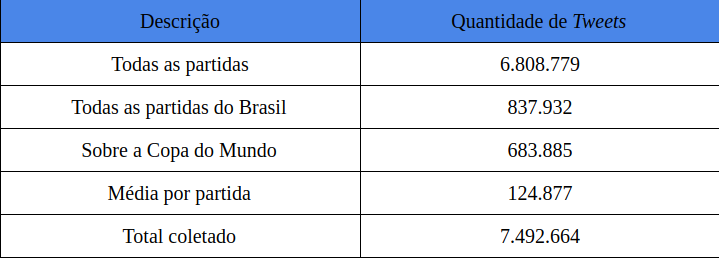 Descrição Quantidade de Tweets
Todas as partidas 6.808.779
Todas as partidas do Brasil 837.932
Sobre a Copa do Mundo 683.885
Média por partida 124.877
Total coletado 7.492.664